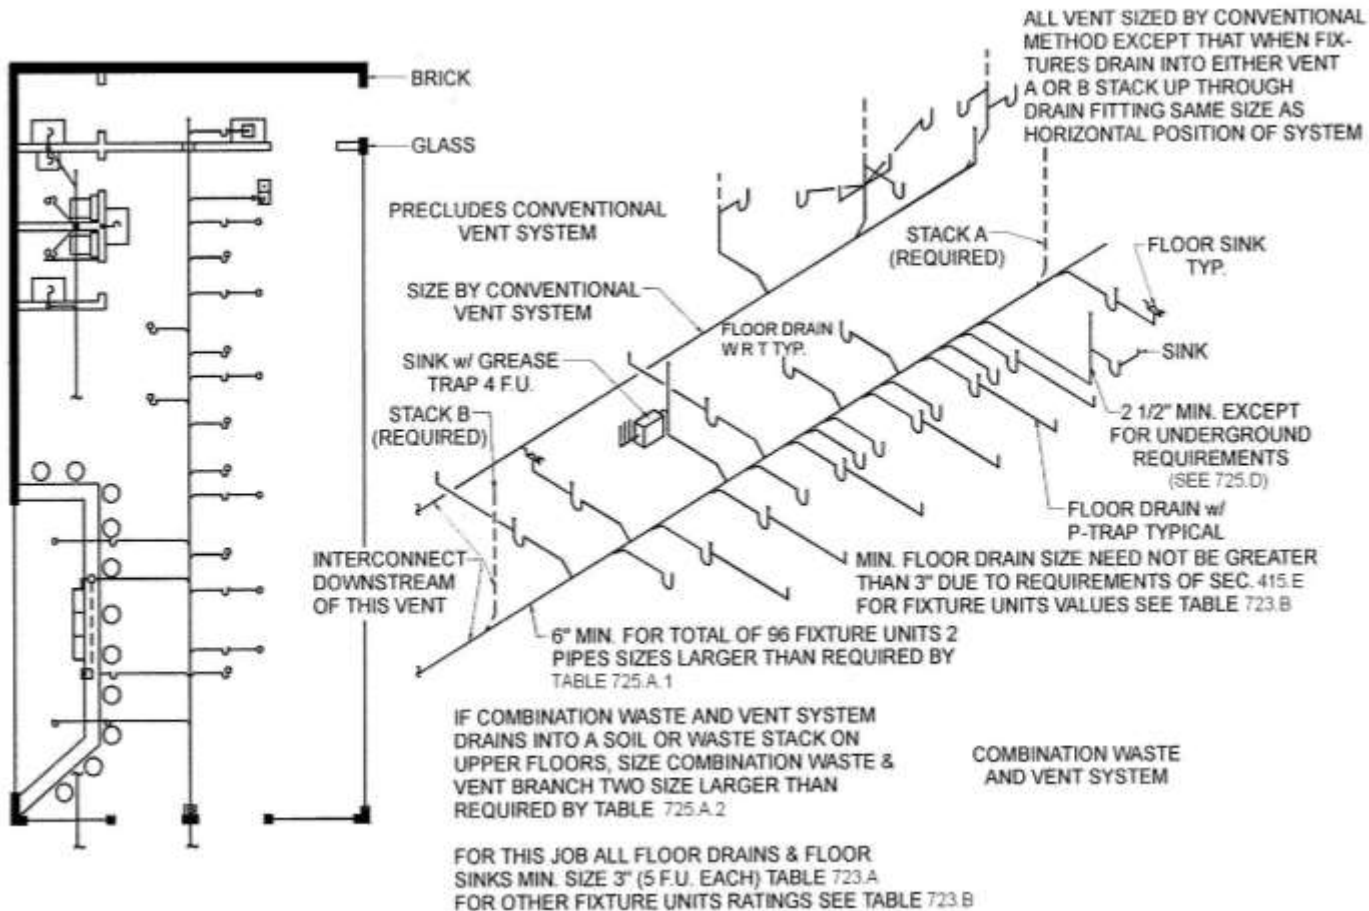 ALL VENT SIZED BY CONVENTIONAL
METHOD EXCEPT THAT WHEN FIX-
TURES DRAIN INTO EITHER VENT
A OR B STACK UP THROUGH
DRAIN FITTING SAME SIZE AS
HORIZONTAL POSITION OF SYSTEM
BRICK
GLASS
PRECLUDES CONVENTIONAL
VENT SYSTEM
STACK A
(REQUIRED)
FLOOR SINK
TYP.
SIZE BY CONVENTIONAL
VENT SYSTEM
FLOOR DRAIN
W R T TYP.
SINK w/ GREASE
TRAP 4 F.U.
SINK
STACK B
(REQUIRED)
2 1/2" MIN. EXCEPT
FOR UNDERGROUND
REQUIREMENTS
(SEE 725.D)
FLOOR DRAIN w/
P-TRAP TYPICAL
INTERCONNECT
DOWNSTREAM
OF THIS VENT
MIN. FLOOR DRAIN SIZE NEED NOT BE GREATER
THAN 3" DUE TO REQUIREMENTS OF SEC. 415.E
FOR FIXTURE UNITS VALUES SEE TABLE 723.B
6" MIN. FOR TOTAL OF 96 FIXTURE UNITS 2
PIPES SIZES LARGER THAN REQUIRED BY
TABLE 725.A.1
IF COMBINATION WASTE AND VENT SYSTEM
DRAINS INTO A SOIL OR WASTE STACK ON
UPPER FLOORS, SIZE COMBINATION WASTE &
VENT BRANCH TWO SIZE LARGER THAN
REQUIRED BY TABLE 725.A.2
COMBINATION WASTE
AND VENT SYSTEM
FOR THIS JOB ALL FLOOR DRAINS & FLOOR
SINKS MIN. SIZE 3" (5 F.U. EACH) TABLE 723.A
FOR OTHER FIXTURE UNITS RATINGS SEE TABLE 723.B